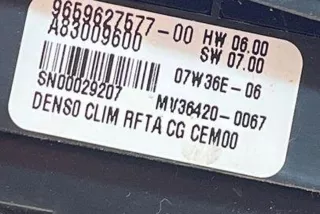 9659627577-00 HW 06.00
A83009600 SW 07.00
07W36E-06
SN00029207 MV36420-0067
DENSO CLIM RFTA CG CEM00